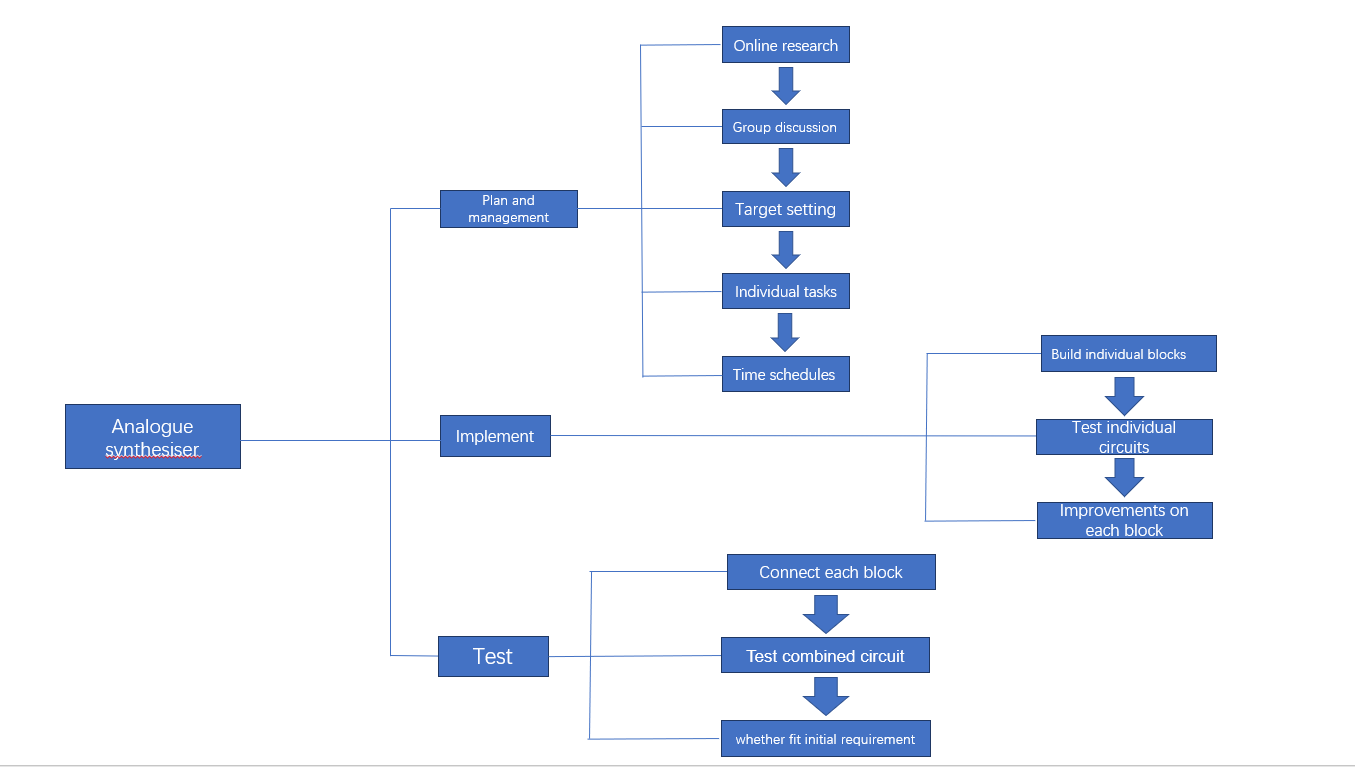 Online research
Group discussion
Target setting
Individual tasks
Time schedules
Plan and
management
Analogue
synthesiser
Implement
Build individual blocks
Test individual
circuits
Improvements on
each block
Test
Connect each block
Test combined circuit
whether fit initial requirement